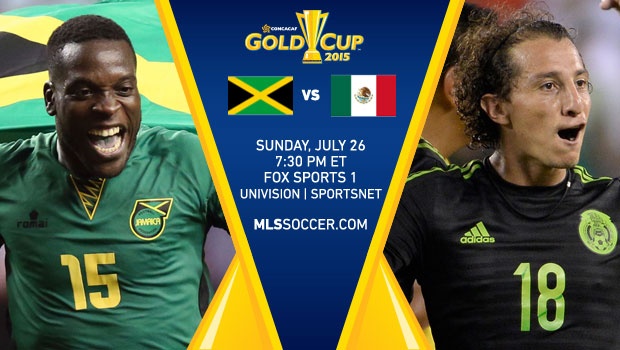 CONCACAF
GOLD CUP
2015
VS
SUNDAY, JULY 26
7:30 PM ET
FOX SPORTS 1
UNIVISION | SPORTSNET
MLSSOCCER.COM
romai
JAMAICA
15
adidas
18